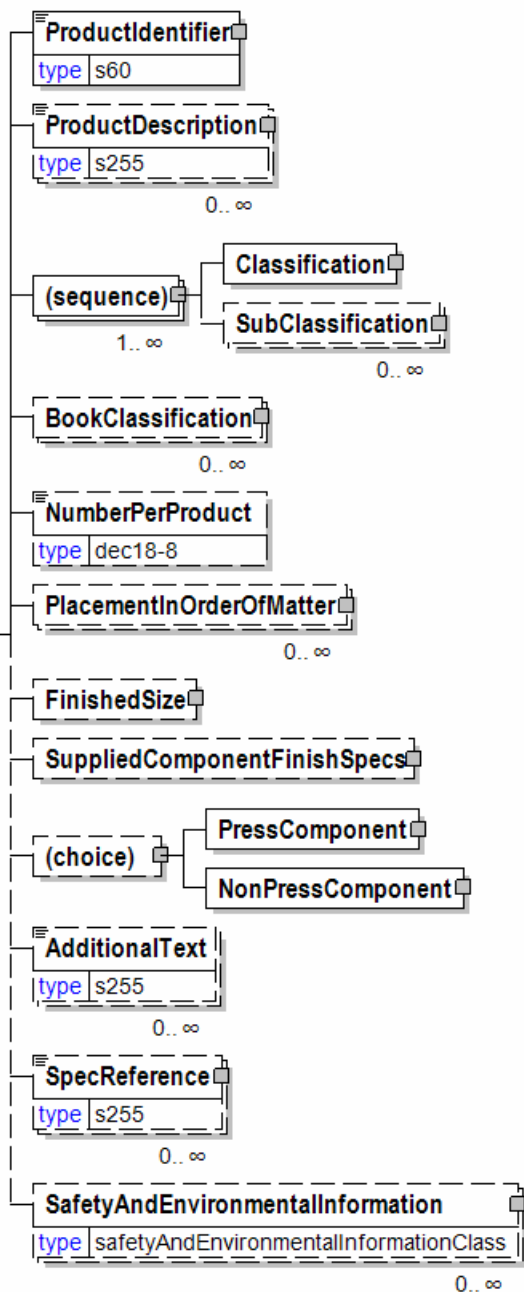 ProductIdentifier
type s60
ProductDescription
type s255
0.. ∞
Classification
(sequence)
1.. ∞
SubClassification
0.. ∞
BookClassification
0.. ∞
NumberPerProduct
type dec18-8
PlacementInOrderOfMatter
0.. ∞
FinishedSize
SuppliedComponentFinishSpecs
PressComponent
(choice)
NonPressComponent
AdditionalText
type s255
0.. ∞
SpecReference
type s255
0.. ∞
SafetyAndEnvironmentalInformation
type safetyAndEnvironmentalInformationClass
0.. ∞